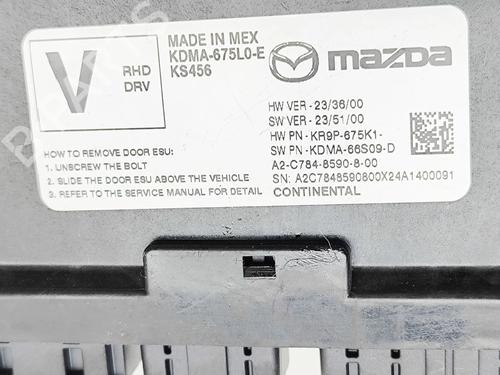 V
RHD
DRV
MADE IN MEX
KDMA-675L0-E
KS456
mazda
HW VER - 23/36/00
SW VER - 23/51/00
HW PN - KR9P-675K1-
SW PN - KDMA-66S09-D
A2-C784-8590-8-00
SN: A2C7848590800X24A1400091
CONTINENTAL
HOW TO REMOVE DOOR ESU:
1. UNSCREW THE BOLT
2. SLIDE THE DOOR ESU ABOVE THE VEHICLE
3. REFER TO THE SERVICE MANUAL FOR DETAIL